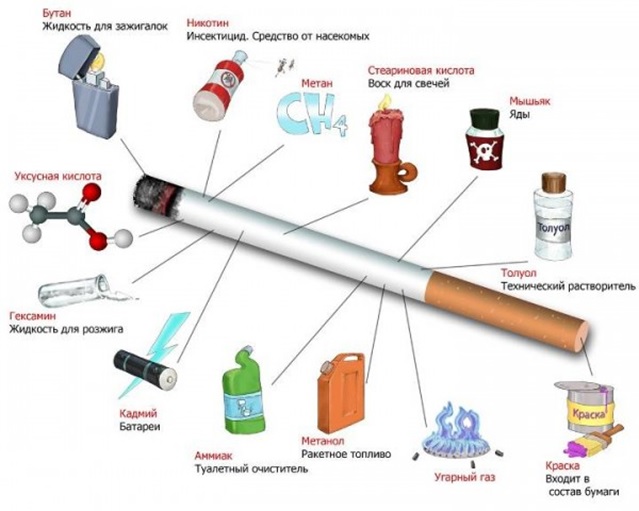 Бутан
Жидкость для зажигалок
Никотин
Инсектицид. Средство от насекомых
Метан
CH4
Стеариновая кислота
Воск для свечей
Мышьяк
Яды
Уксусная кислота
Толуол
Толуол
Технический растворитель
Гексамин
Жидкость для розжига
Кадмий
Батареи
Аммиак
Туалетный очиститель
Метанол
Ракетное топливо
Угарный газ
Краска
Краска
Входит в
состав бумаги